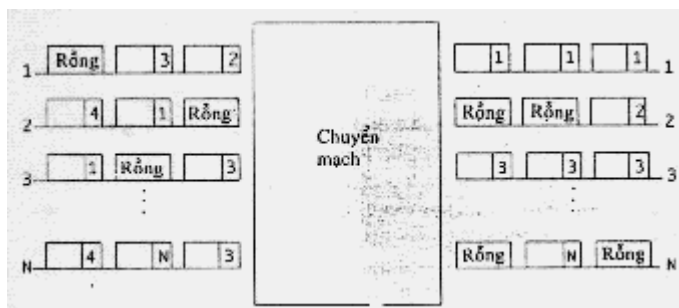 1 Rỗng 3 2 1 1 1 1
2 4 1 Rỗng Rỗng Rỗng 2 2
Chuyển
mạch
3 1 Rỗng 3 3 3 3 3
N 4 N 3 Rỗng N Rỗng N